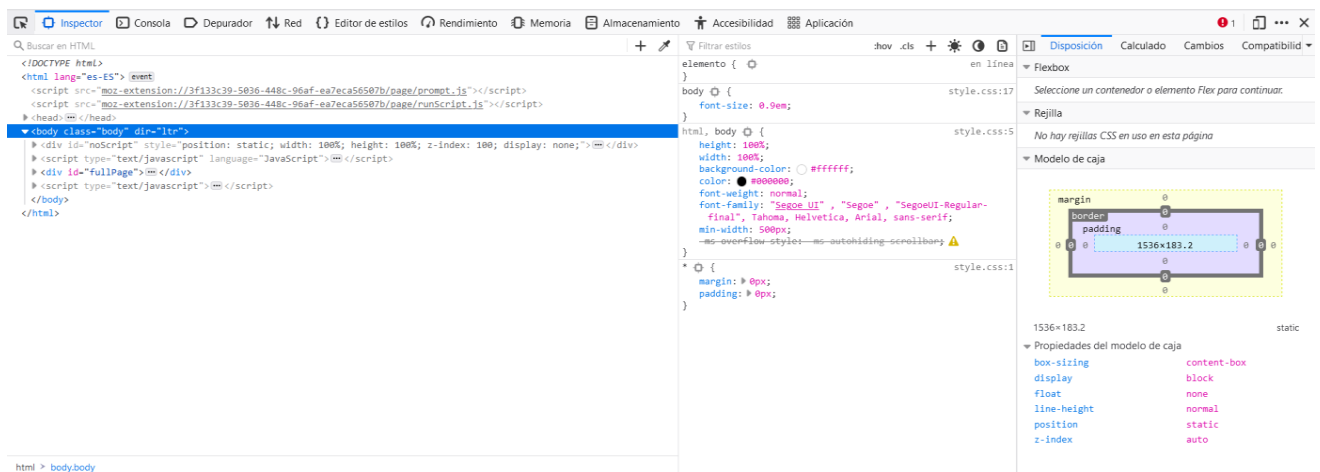 Inspector Consola Depurador Red Editor de estilos Rendimiento Memoria Almacenamiento Accesibilidad Aplicación 1
Buscar en HTML
<!DOCTYPE html>
<html lang="es-ES"> event
<script src="moz-extension://3f133c39-5036-448c-96af-ea7eca56507b/page/prompt.js"></script>
<script src="moz-extension://3f133c39-5036-448c-96af-ea7eca56507b/page/runScript.js"></script>
<head> </head>
<body class="body" dir="ltr">
<div id="noScript" style="position: static; width: 100%; height: 100%; z-index: 100; display: none;"> </div>
<script type="text/javascript" language="JavaScript"> </script>
<div id="fullPage"> </div>
<script type="text/javascript"> </script>
</body>
</html>
html > body.body
Filtrar estilos :hov .cls
elemento { en línea
}
body { style.css:17
font-size: 0.9em;
}
html, body { style.css:5
height: 100%;
width: 100%;
background-color: #ffffff;
color: #000000;
font-weight: normal;
font-family: "Segoe UI" , "Segoe" , "SegoeUI-Regular-
final", Tahoma, Helvetica, Arial, sans-serif;
min-width: 500px;
-ms-overflow-style: -ms-autohiding-scrollbar;
}
* { style.css:1
margin: 0px;
padding: 0px;
}
Disposición Calculado Cambios Compatibilid
Flexbox
Seleccione un contenedor o elemento Flex para continuar.
Rejilla
No hay rejillas CSS en uso en esta página
Modelo de caja
margin 0
border 0
padding 0
0 0 0 1536×183.2 0 0 0
0
0
0
1536×183.2 static
Propiedades del modelo de caja
box-sizing content-box
display block
float none
line-height normal
position static
z-index auto